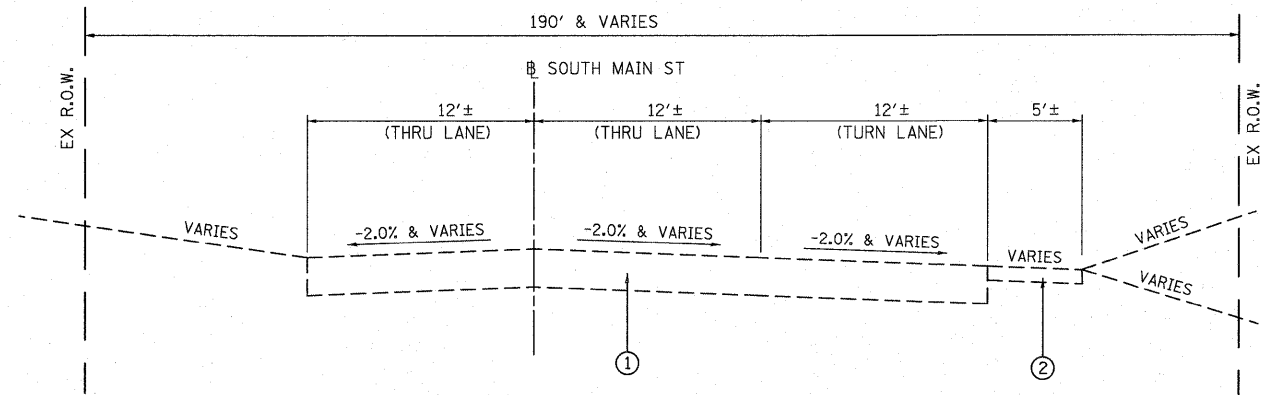 190' & VARIES
EX R.O.W.
EX R.O.W.
B SOUTH MAIN ST
12'± 12'± 12'± 5'±
(THRU LANE) (THRU LANE) (TURN LANE)
VARIES
-2.0% & VARIES
-2.0% & VARIES
-2.0% & VARIES
VARIES
VARIES
VARIES
1
2